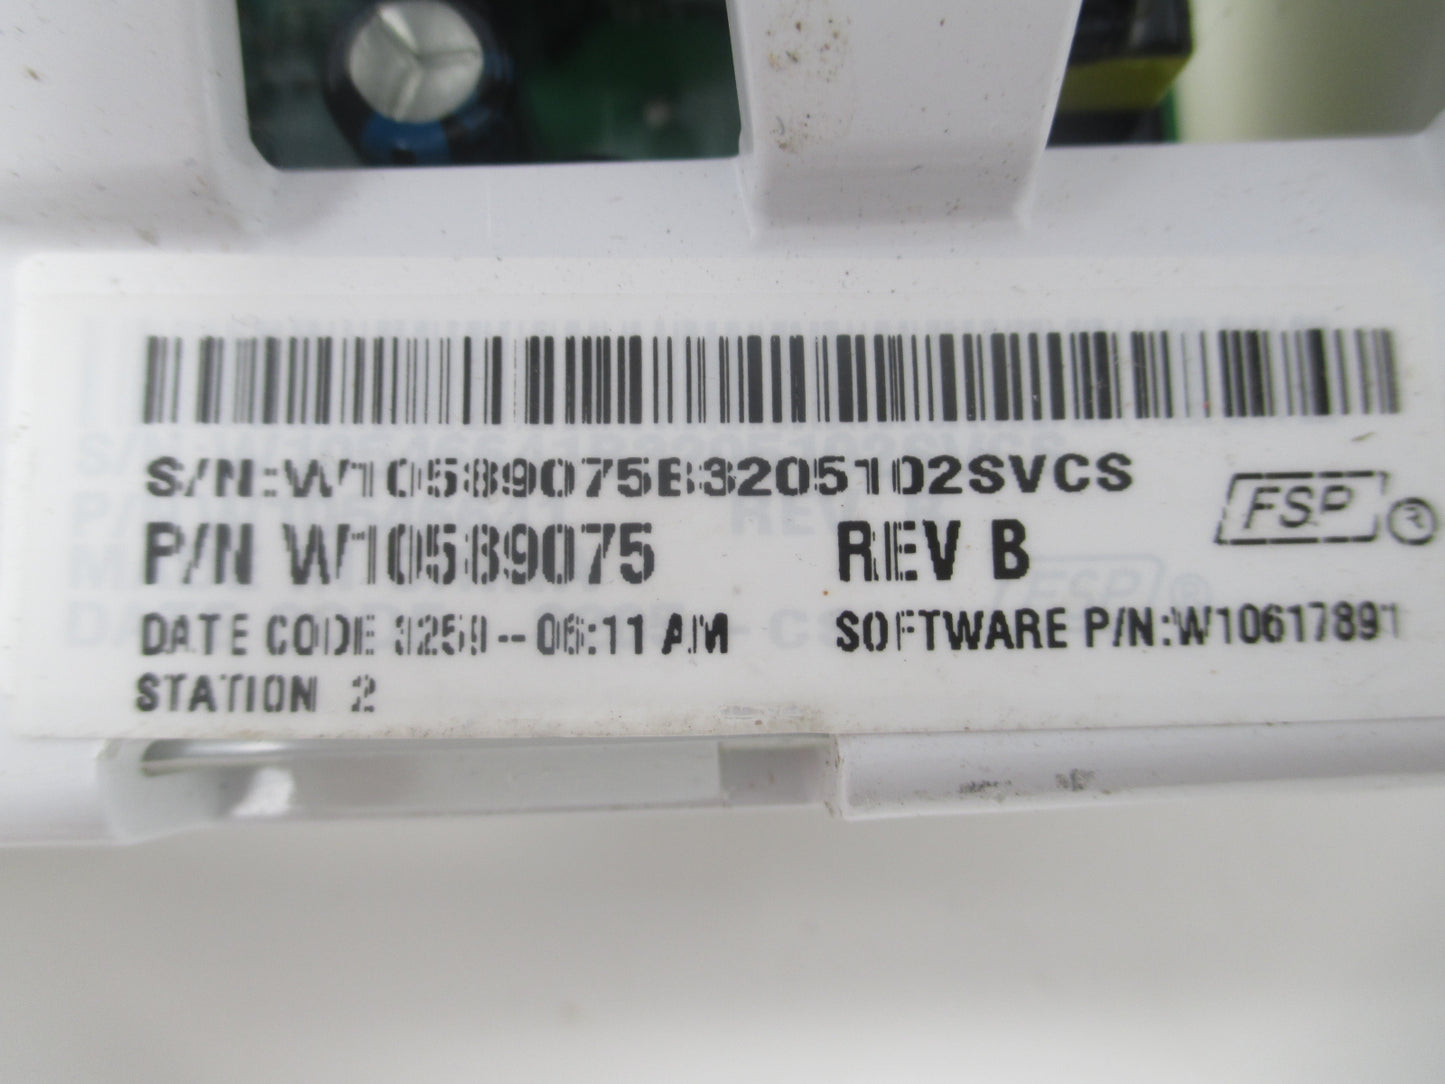 S/N:W10589075B3205102SVCS
P/N W10589075 REV B
FSP ®
DATE CODE 3259--06:11 AM SOFTWARE P/N:W10617891
STATION 2